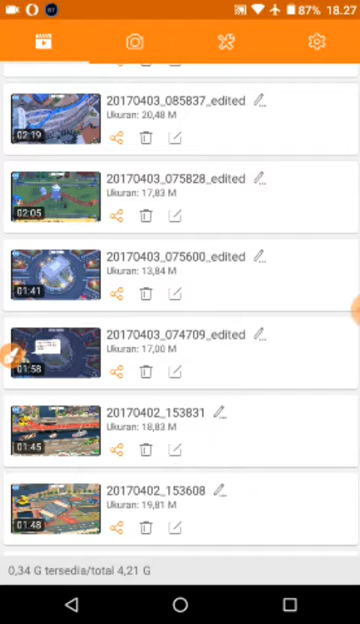 87% 18.27
20170403_085837_edited
Ukuran: 20,48 M
02:19
20170403_075828_edited
Ukuran: 17,83 M
02:05
20170403_075600_edited
Ukuran: 13,84 M
01:41
20170403_074709_edited
Ukuran: 17,00 M
01:58
20170402_153831
Ukuran: 18,83 M
01:45
20170402_153608
Ukuran: 19,81 M
01:48
0,34 G tersedia/total 4,21 G